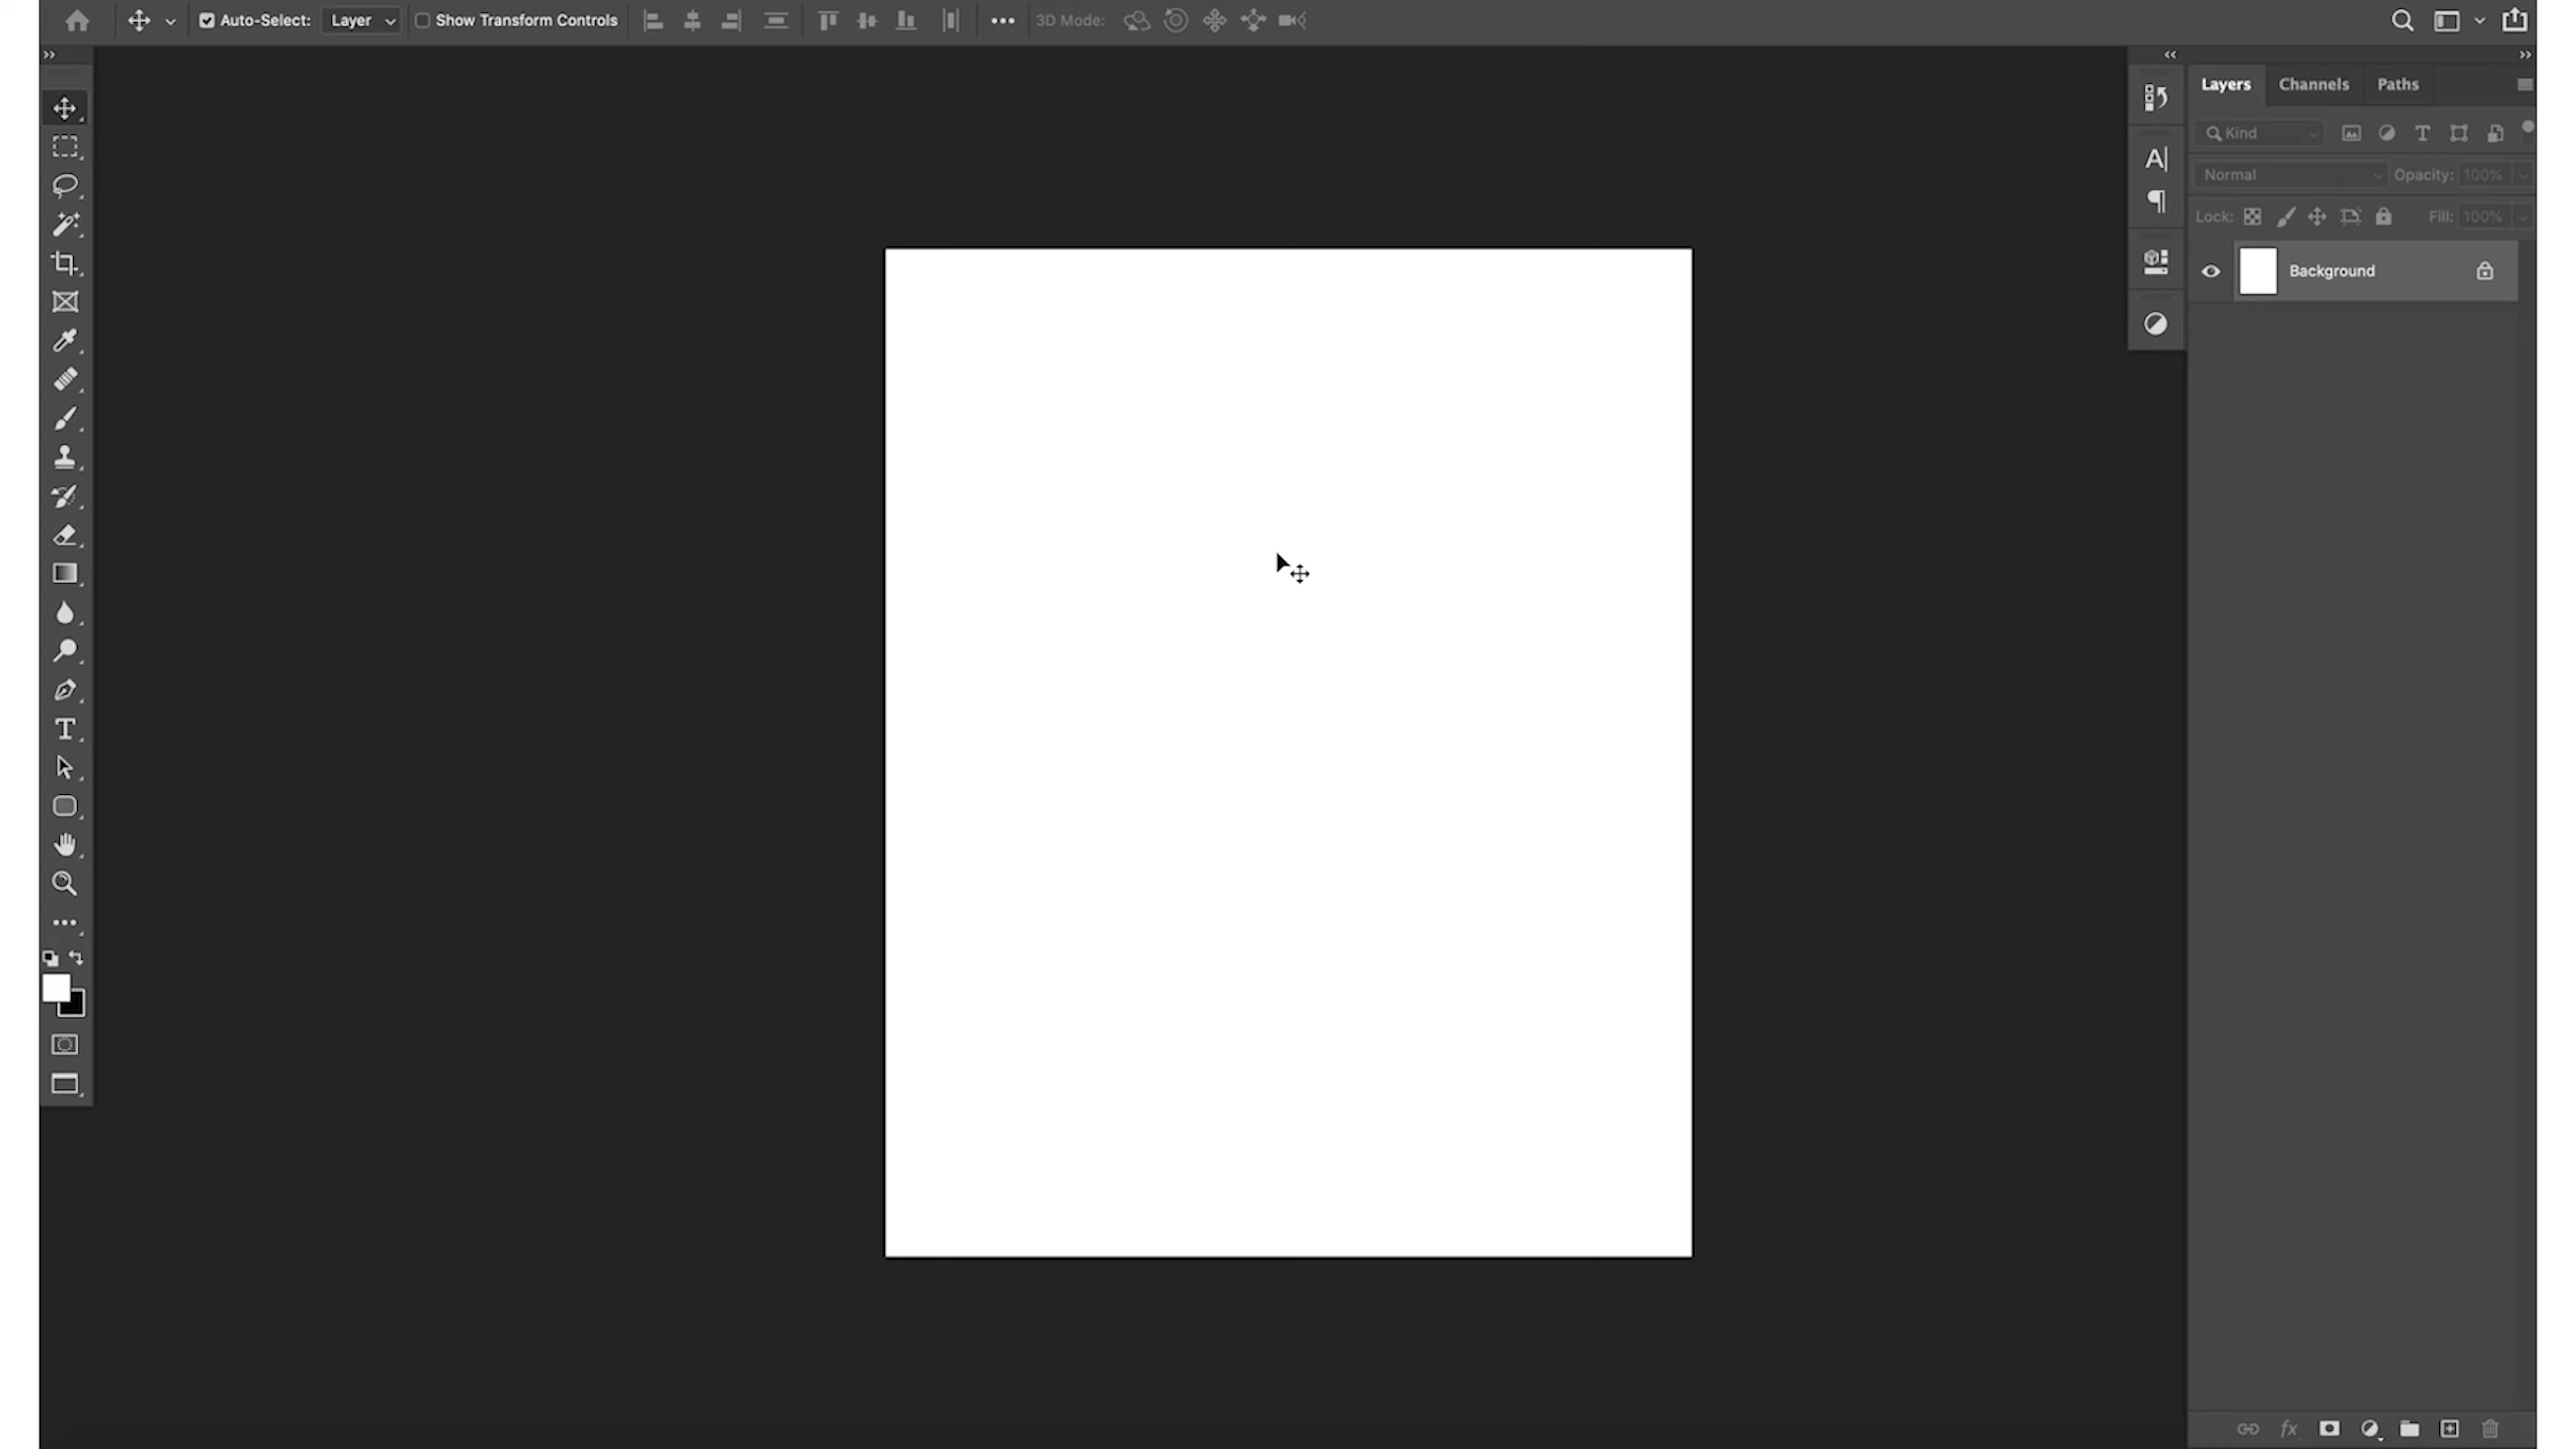 Auto-Select: Layer Show Transform Controls 3D Mode:
Layers Channels Paths
Kind
Normal Opacity: 100%
Lock: Fill: 100%
Background
fx